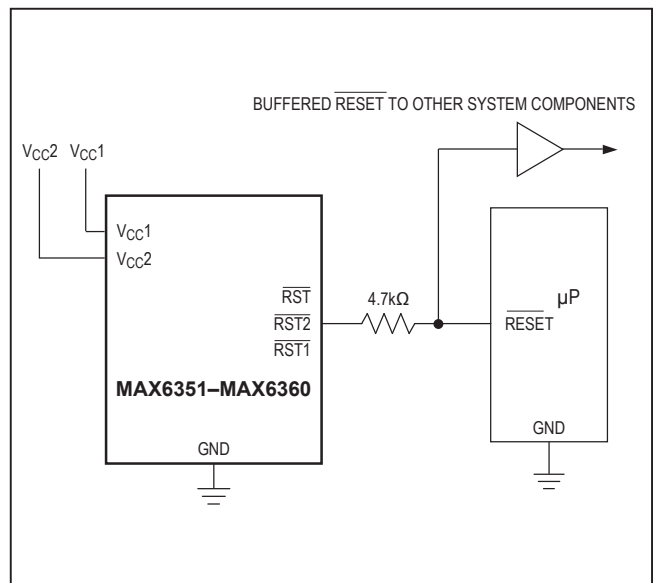 BUFFERED RESET TO OTHER SYSTEM COMPONENTS
VCC2 VCC1
VCC1
VCC2
RST
RST2
RST1
MAX6351–MAX6360
GND
4.7kΩ
µP
RESET
GND